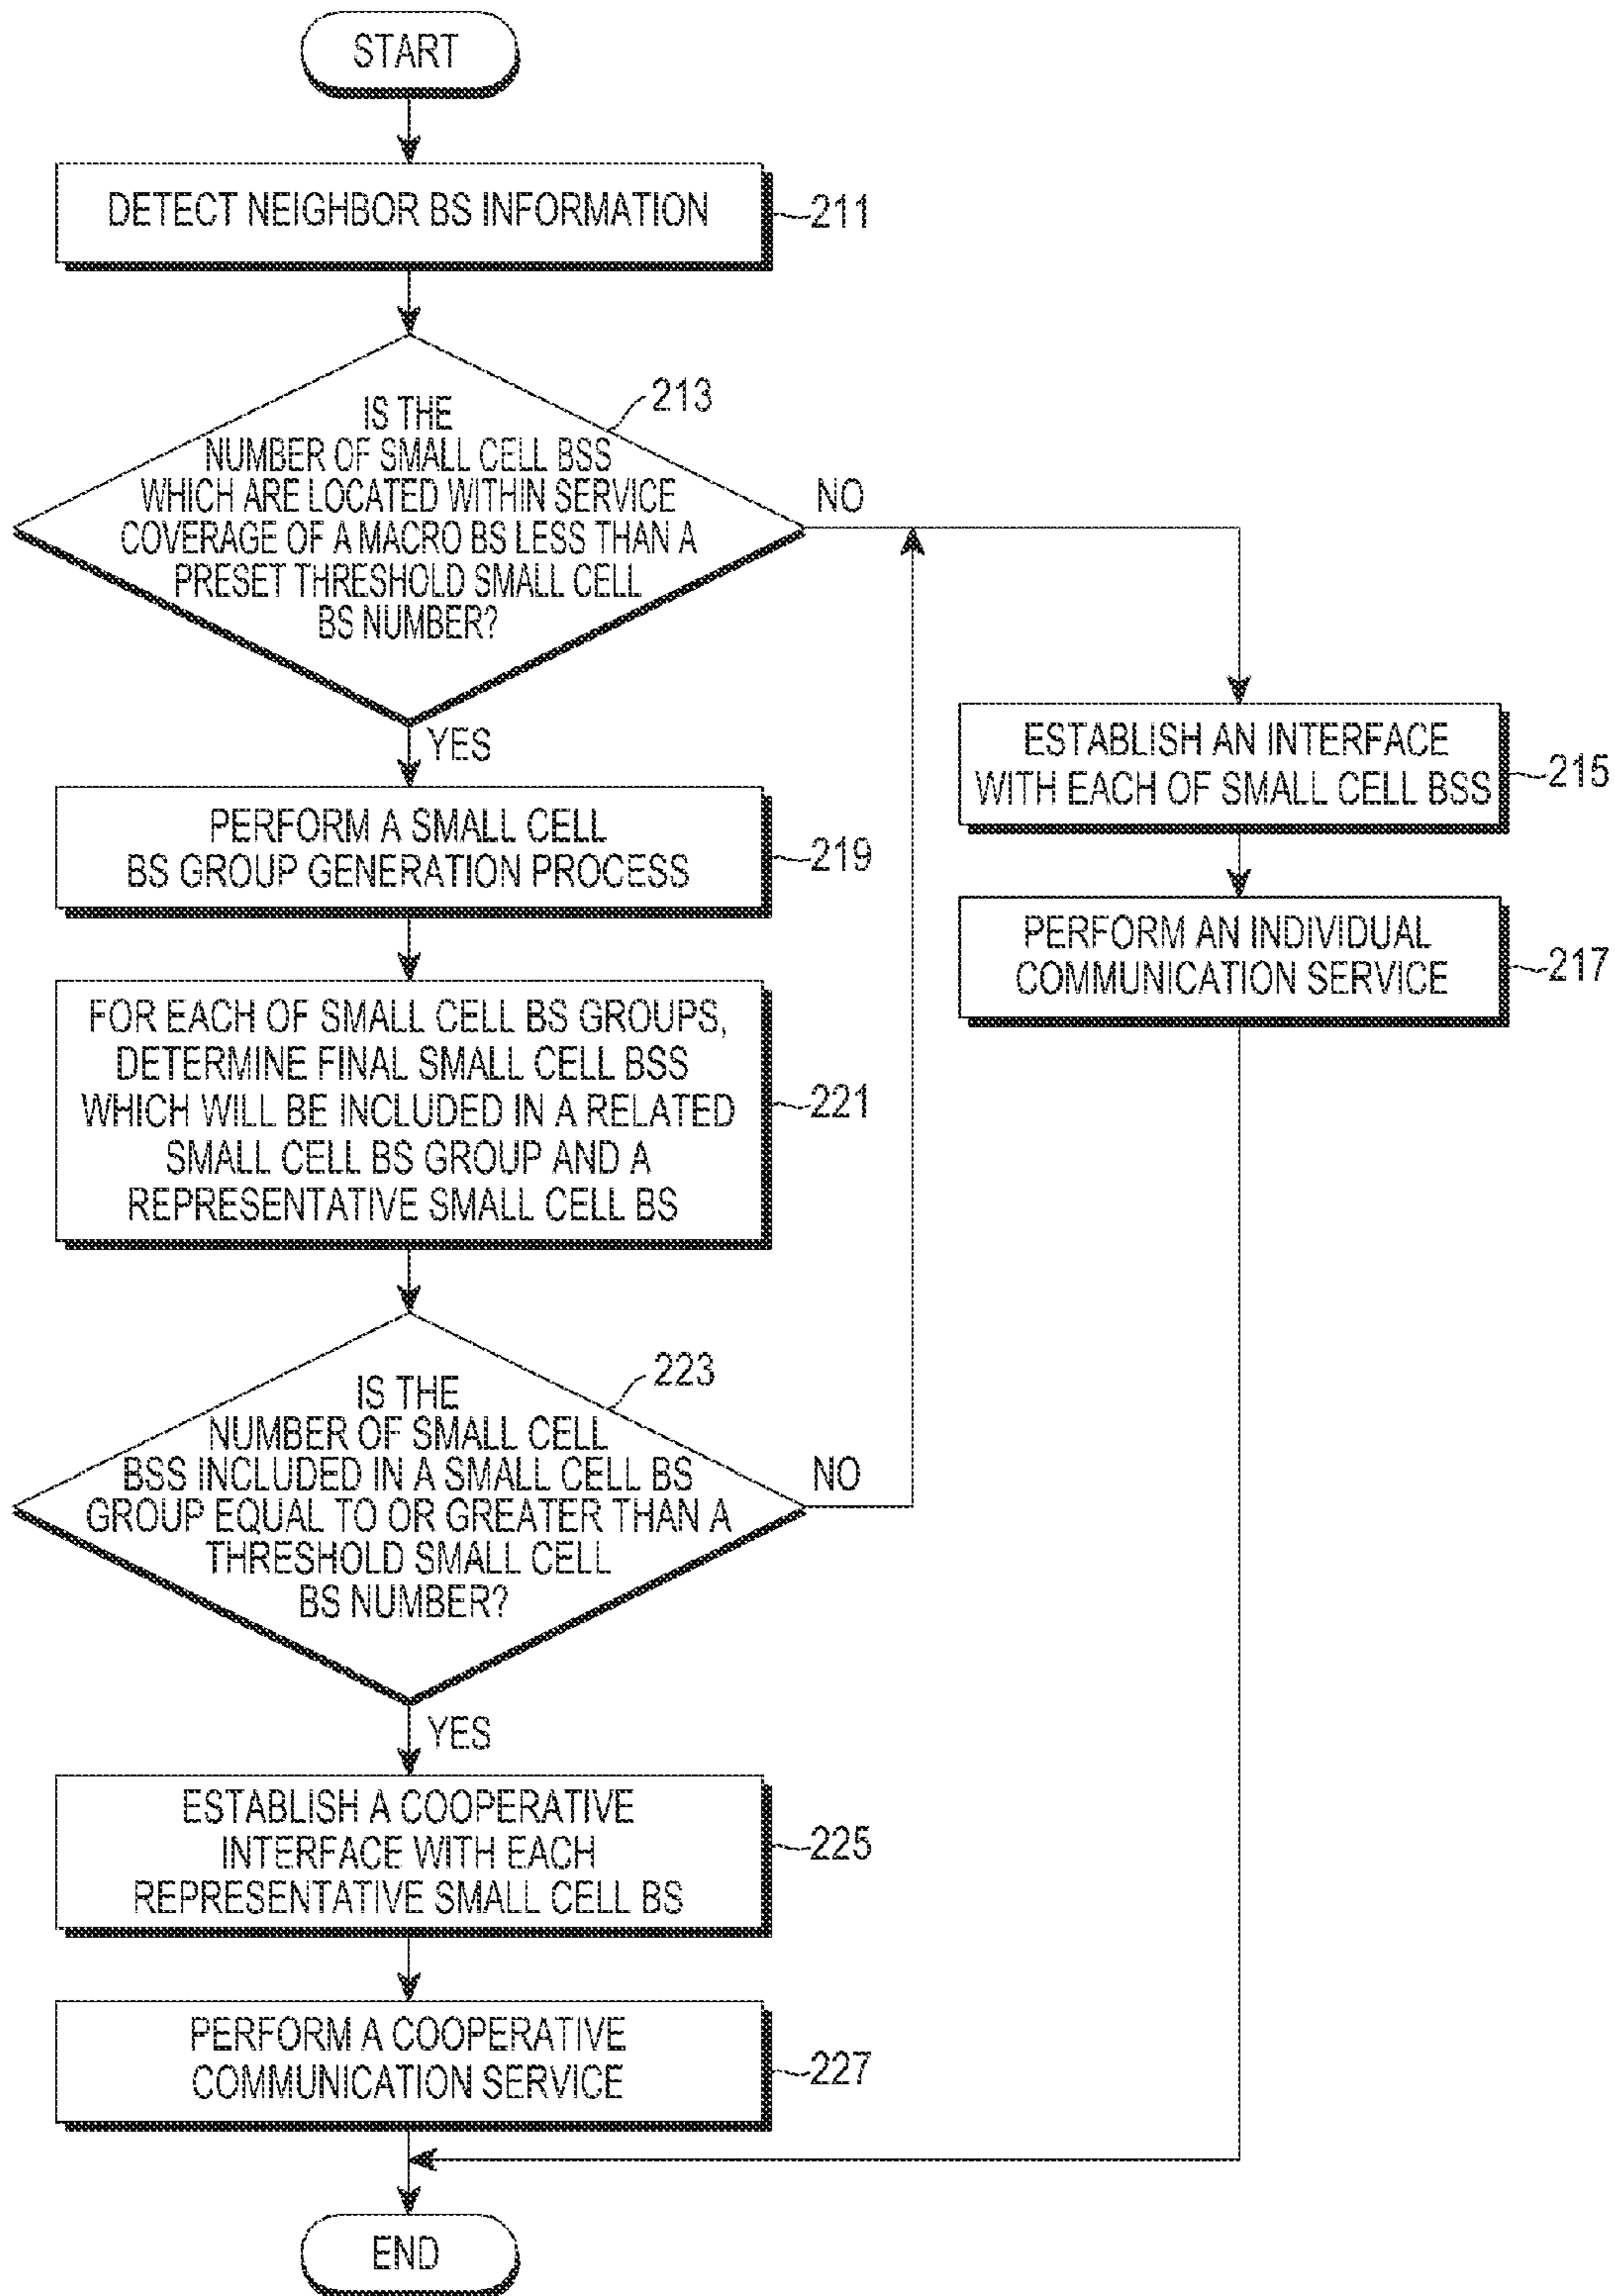 START
DETECT NEIGHBOR BS INFORMATION
211
IS THE
NUMBER OF SMALL CELL BSS
WHICH ARE LOCATED WITHIN SERVICE
COVERAGE OF A MACRO BS LESS THAN A
PRESET THRESHOLD SMALL CELL
BS NUMBER?
213
NO
YES
ESTABLISH AN INTERFACE
WITH EACH OF SMALL CELL BSS
215
PERFORM A SMALL CELL
BS GROUP GENERATION PROCESS
219
PERFORM AN INDIVIDUAL
COMMUNICATION SERVICE
217
FOR EACH OF SMALL CELL BS GROUPS,
DETERMINE FINAL SMALL CELL BSS
WHICH WILL BE INCLUDED IN A RELATED
SMALL CELL BS GROUP AND A
REPRESENTATIVE SMALL CELL BS
221
IS THE
NUMBER OF SMALL CELL
BSS INCLUDED IN A SMALL CELL BS
GROUP EQUAL TO OR GREATER THAN A
THRESHOLD SMALL CELL
BS NUMBER?
223
NO
YES
ESTABLISH A COOPERATIVE
INTERFACE WITH EACH
REPRESENTATIVE SMALL CELL BS
225
PERFORM A COOPERATIVE
COMMUNICATION SERVICE
227
END